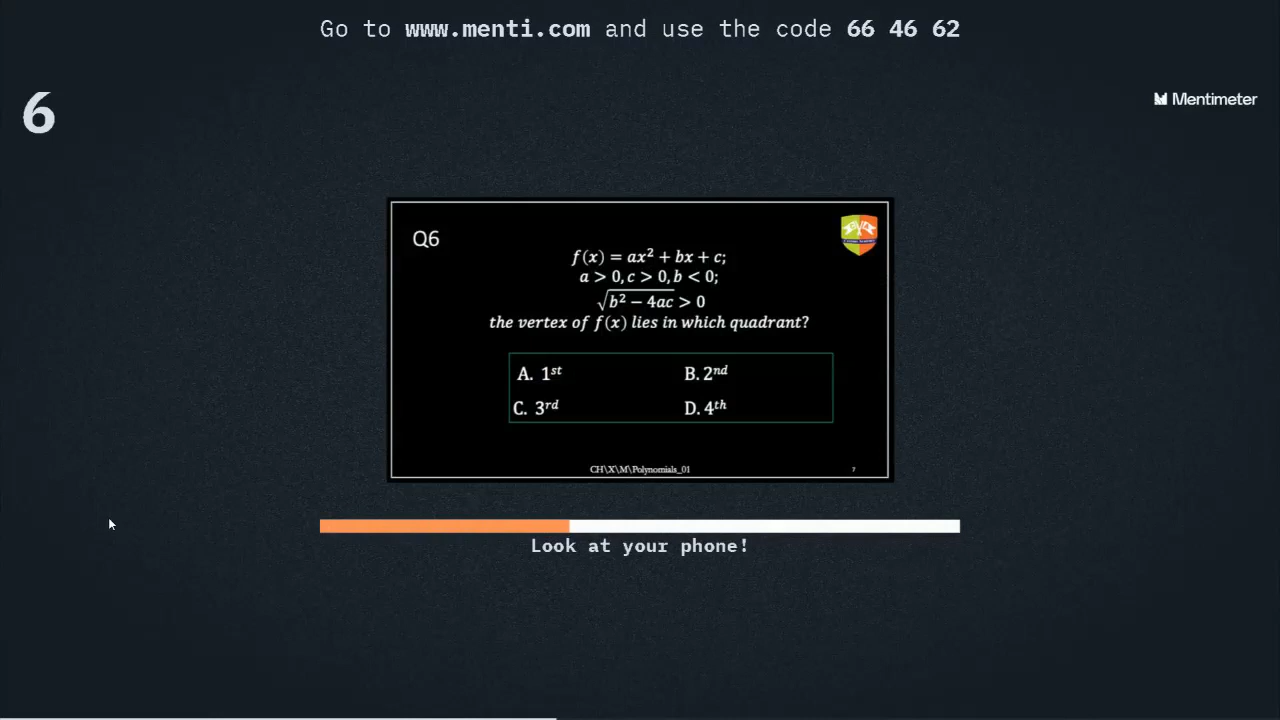 Go to www.menti.com and use the code 66 46 62
6
Mentimeter
Q6
f(x) = ax² + bx + c;
a > 0, c > 0, b < 0;
√b² − 4ac > 0
the vertex of f(x) lies in which quadrant?
A. 1ˢᵗ B. 2ⁿᵈ
C. 3ʳᵈ D. 4ᵗʰ
CH\X\M\Polynomials_01 7
Look at your phone!